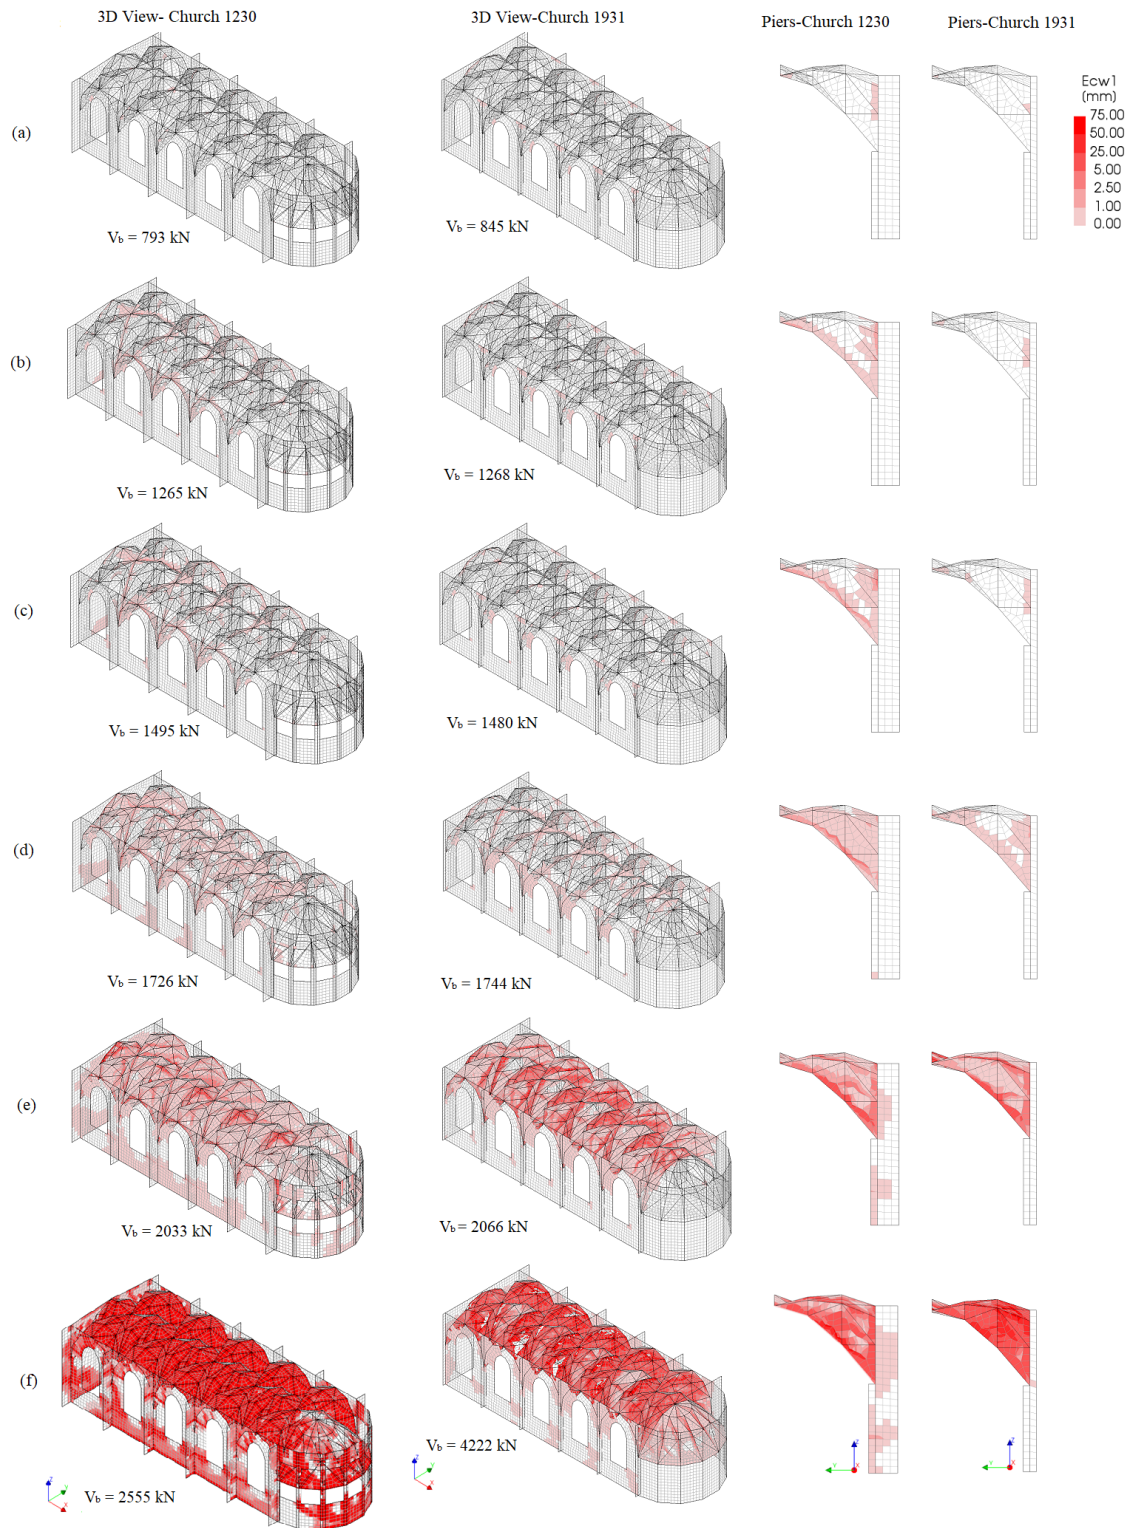 3D View- Church 1230
3D View-Church 1931
Piers-Church 1230
Piers-Church 1931
Ecw1
(mm)
75.00
50.00
25.00
5.00
2.50
1.00
0.00
(a)
Vb = 793 kN
Vb = 845 kN
(b)
Vb = 1265 kN
Vb = 1268 kN
(c)
Vb = 1495 kN
Vb = 1480 kN
(d)
Vb = 1726 kN
Vb = 1744 kN
(e)
Vb = 2033 kN
Vb = 2066 kN
(f)
Vb = 2555 kN
Vb = 4222 kN
Z
Y
X
Z
Y
X
Z
Y
X
Z
Y
X